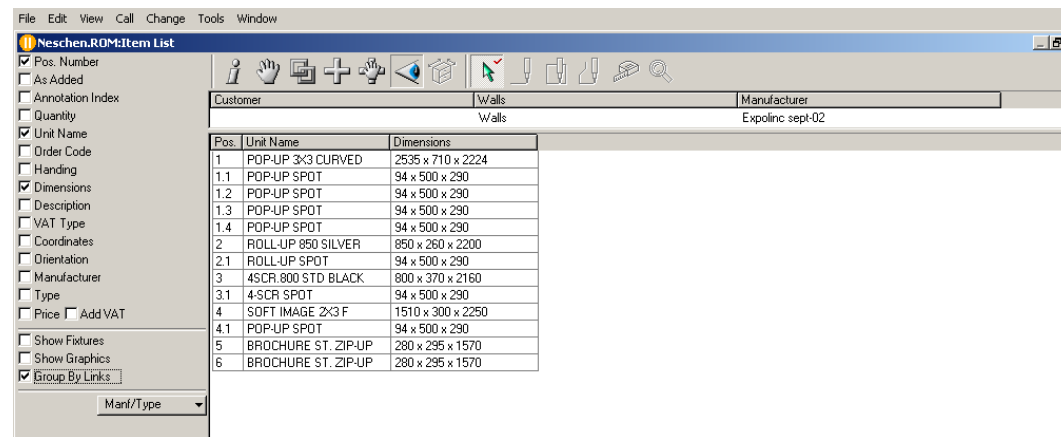 File Edit View Call Change Tools Window
Neschen.ROM:Item List
Pos. Number
As Added
Annotation Index
Quantity
Unit Name
Order Code
Handing
Dimensions
Description
VAT Type
Coordinates
Orientation
Manufacturer
Type
Price Add VAT
Show Fixtures
Show Graphics
Group By Links
Manf/Type
Customer Walls Manufacturer
Walls Expolinc sept-02
Pos. Unit Name Dimensions
1 POP-UP 3X3 CURVED 2535 x 710 x 2224
1.1 POP-UP SPOT 94 x 500 x 290
1.2 POP-UP SPOT 94 x 500 x 290
1.3 POP-UP SPOT 94 x 500 x 290
1.4 POP-UP SPOT 94 x 500 x 290
2 ROLL-UP 850 SILVER 850 x 260 x 2200
2.1 ROLL-UP SPOT 94 x 500 x 290
3 4SCR.800 STD BLACK 800 x 370 x 2160
3.1 4-SCR SPOT 94 x 500 x 290
4 SOFT IMAGE 2X3 F 1510 x 300 x 2250
4.1 POP-UP SPOT 94 x 500 x 290
5 BROCHURE ST. ZIP-UP 280 x 295 x 1570
6 BROCHURE ST. ZIP-UP 280 x 295 x 1570